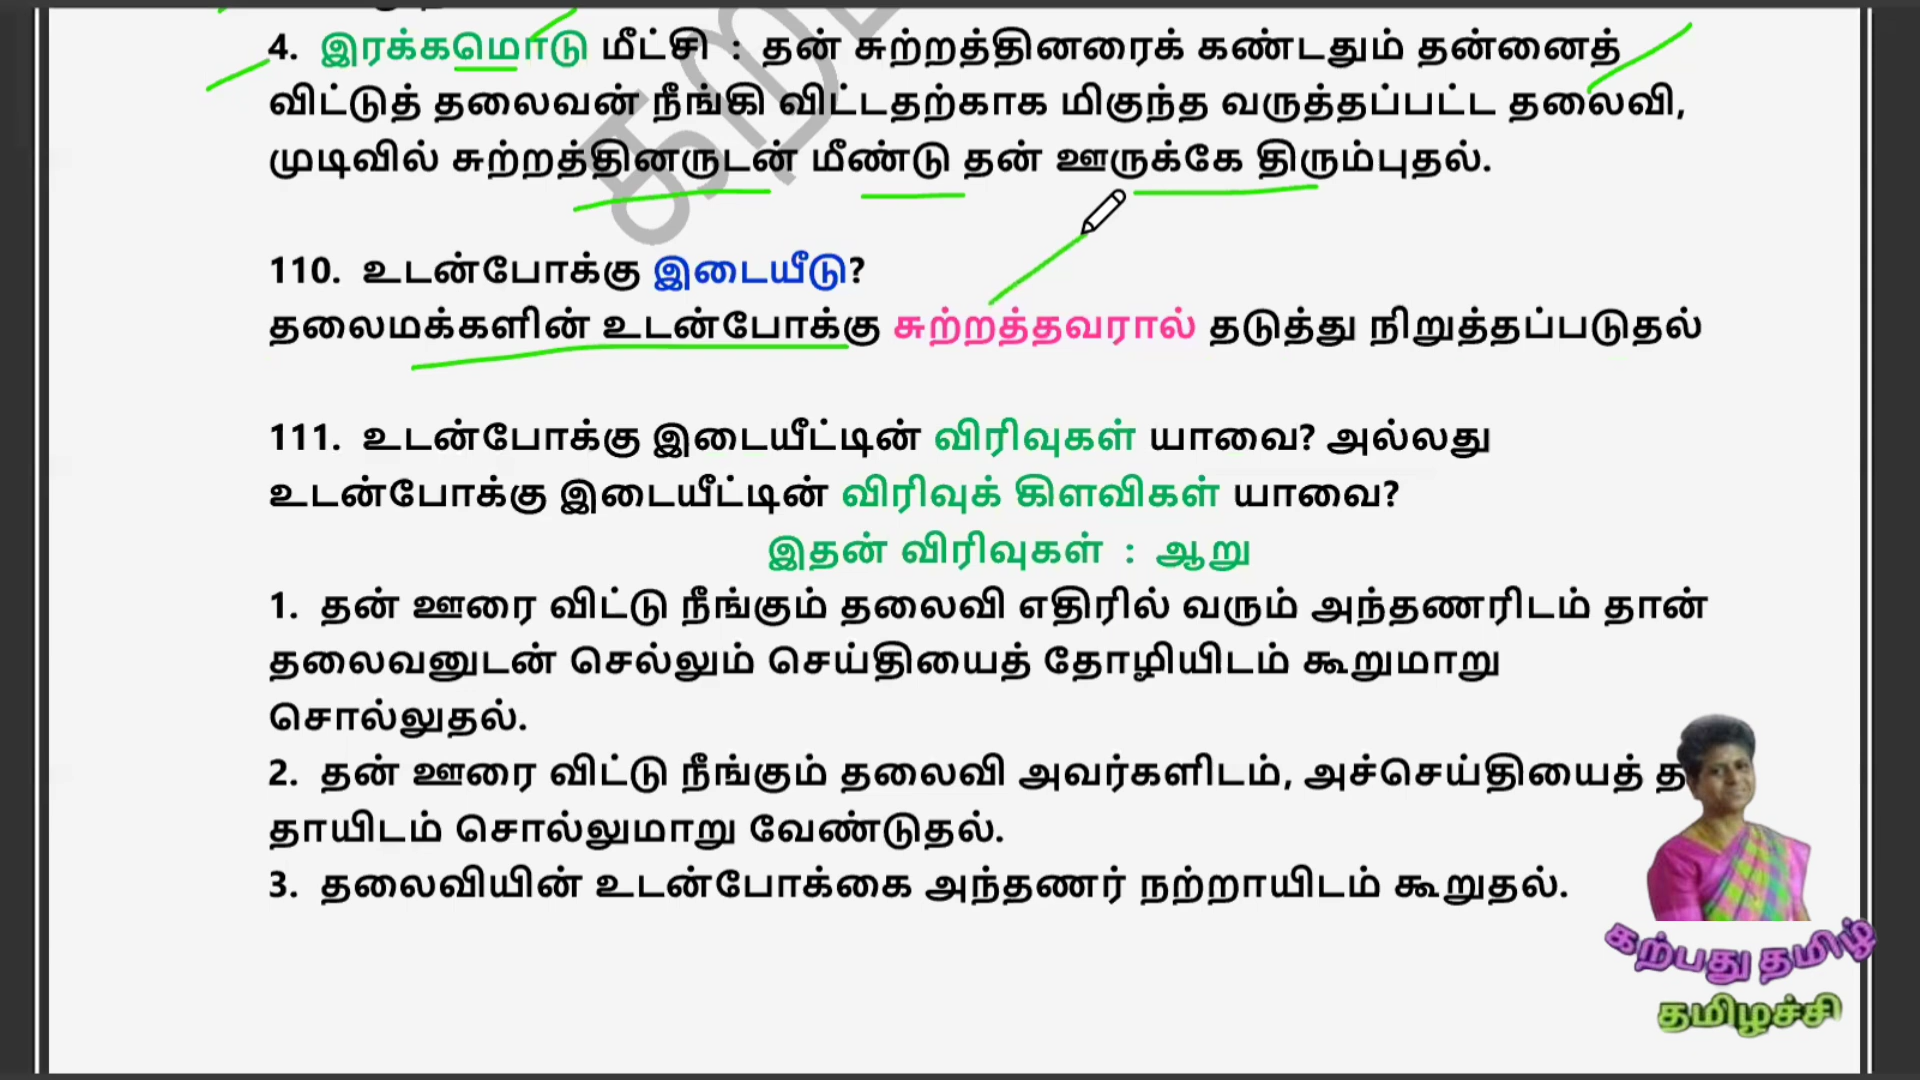 4. இரக்கமொடு மீட்சி : தன் சுற்றத்தினரைக் கண்டதும் தன்னைத்
விட்டுத் தலைவன் நீங்கி விட்டதற்காக மிகுந்த வருத்தப்பட்ட தலைவி,
முடிவில் சுற்றத்தினருடன் மீண்டு தன் ஊருக்கே திரும்புதல்.
110. உடன்போக்கு இடையீடு?
தலைமக்களின் உடன்போக்கு சுற்றத்தவரால் தடுத்து நிறுத்தப்படுதல்
111. உடன்போக்கு இடையீட்டின் விரிவுகள் யாவை? அல்லது
உடன்போக்கு இடையீட்டின் விரிவுக் கிளவிகள் யாவை?
இதன் விரிவுகள் : ஆறு
1. தன் ஊரை விட்டு நீங்கும் தலைவி எதிரில் வரும் அந்தணரிடம் தான்
தலைவனுடன் செல்லும் செய்தியைத் தோழியிடம் கூறுமாறு
சொல்லுதல்.
2. தன் ஊரை விட்டு நீங்கும் தலைவி அவர்களிடம், அச்செய்தியைத்
தாயிடம் சொல்லுமாறு வேண்டுதல்.
3. தலைவியின் உடன்போக்கை அந்தணர் நற்றாயிடம் கூறுதல்.
கற்பது தமிழ்
தமிழச்சி